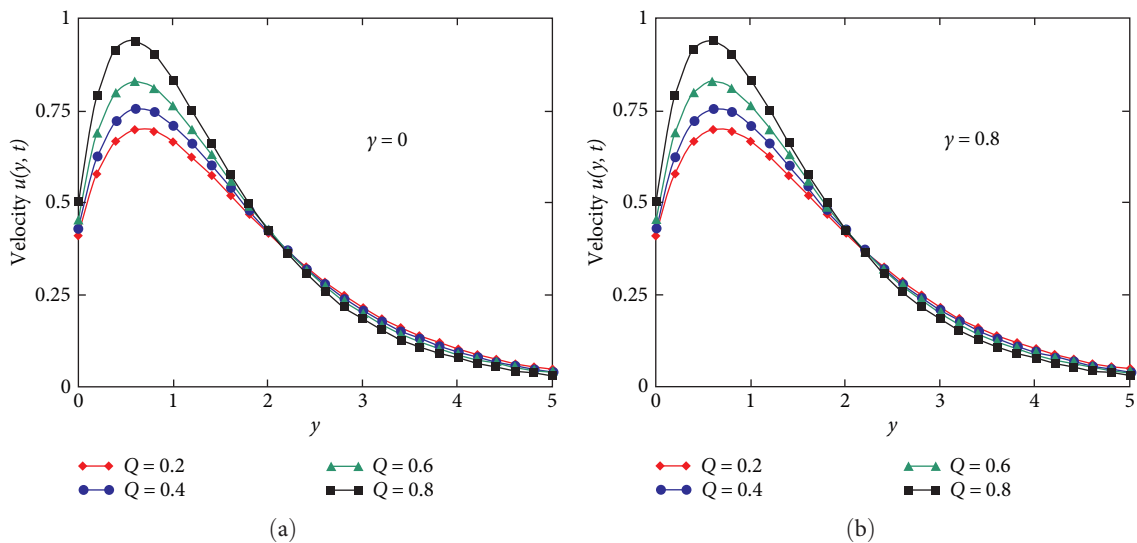 1
0.75
0.5
0.25
0
Velocity u(y, t)
γ = 0
0 1 2 3 4 5
y
Q = 0.2
Q = 0.4
Q = 0.6
Q = 0.8
(a)
1
0.75
0.5
0.25
0
Velocity u(y, t)
γ = 0.8
0 1 2 3 4 5
y
Q = 0.2
Q = 0.4
Q = 0.6
Q = 0.8
(b)